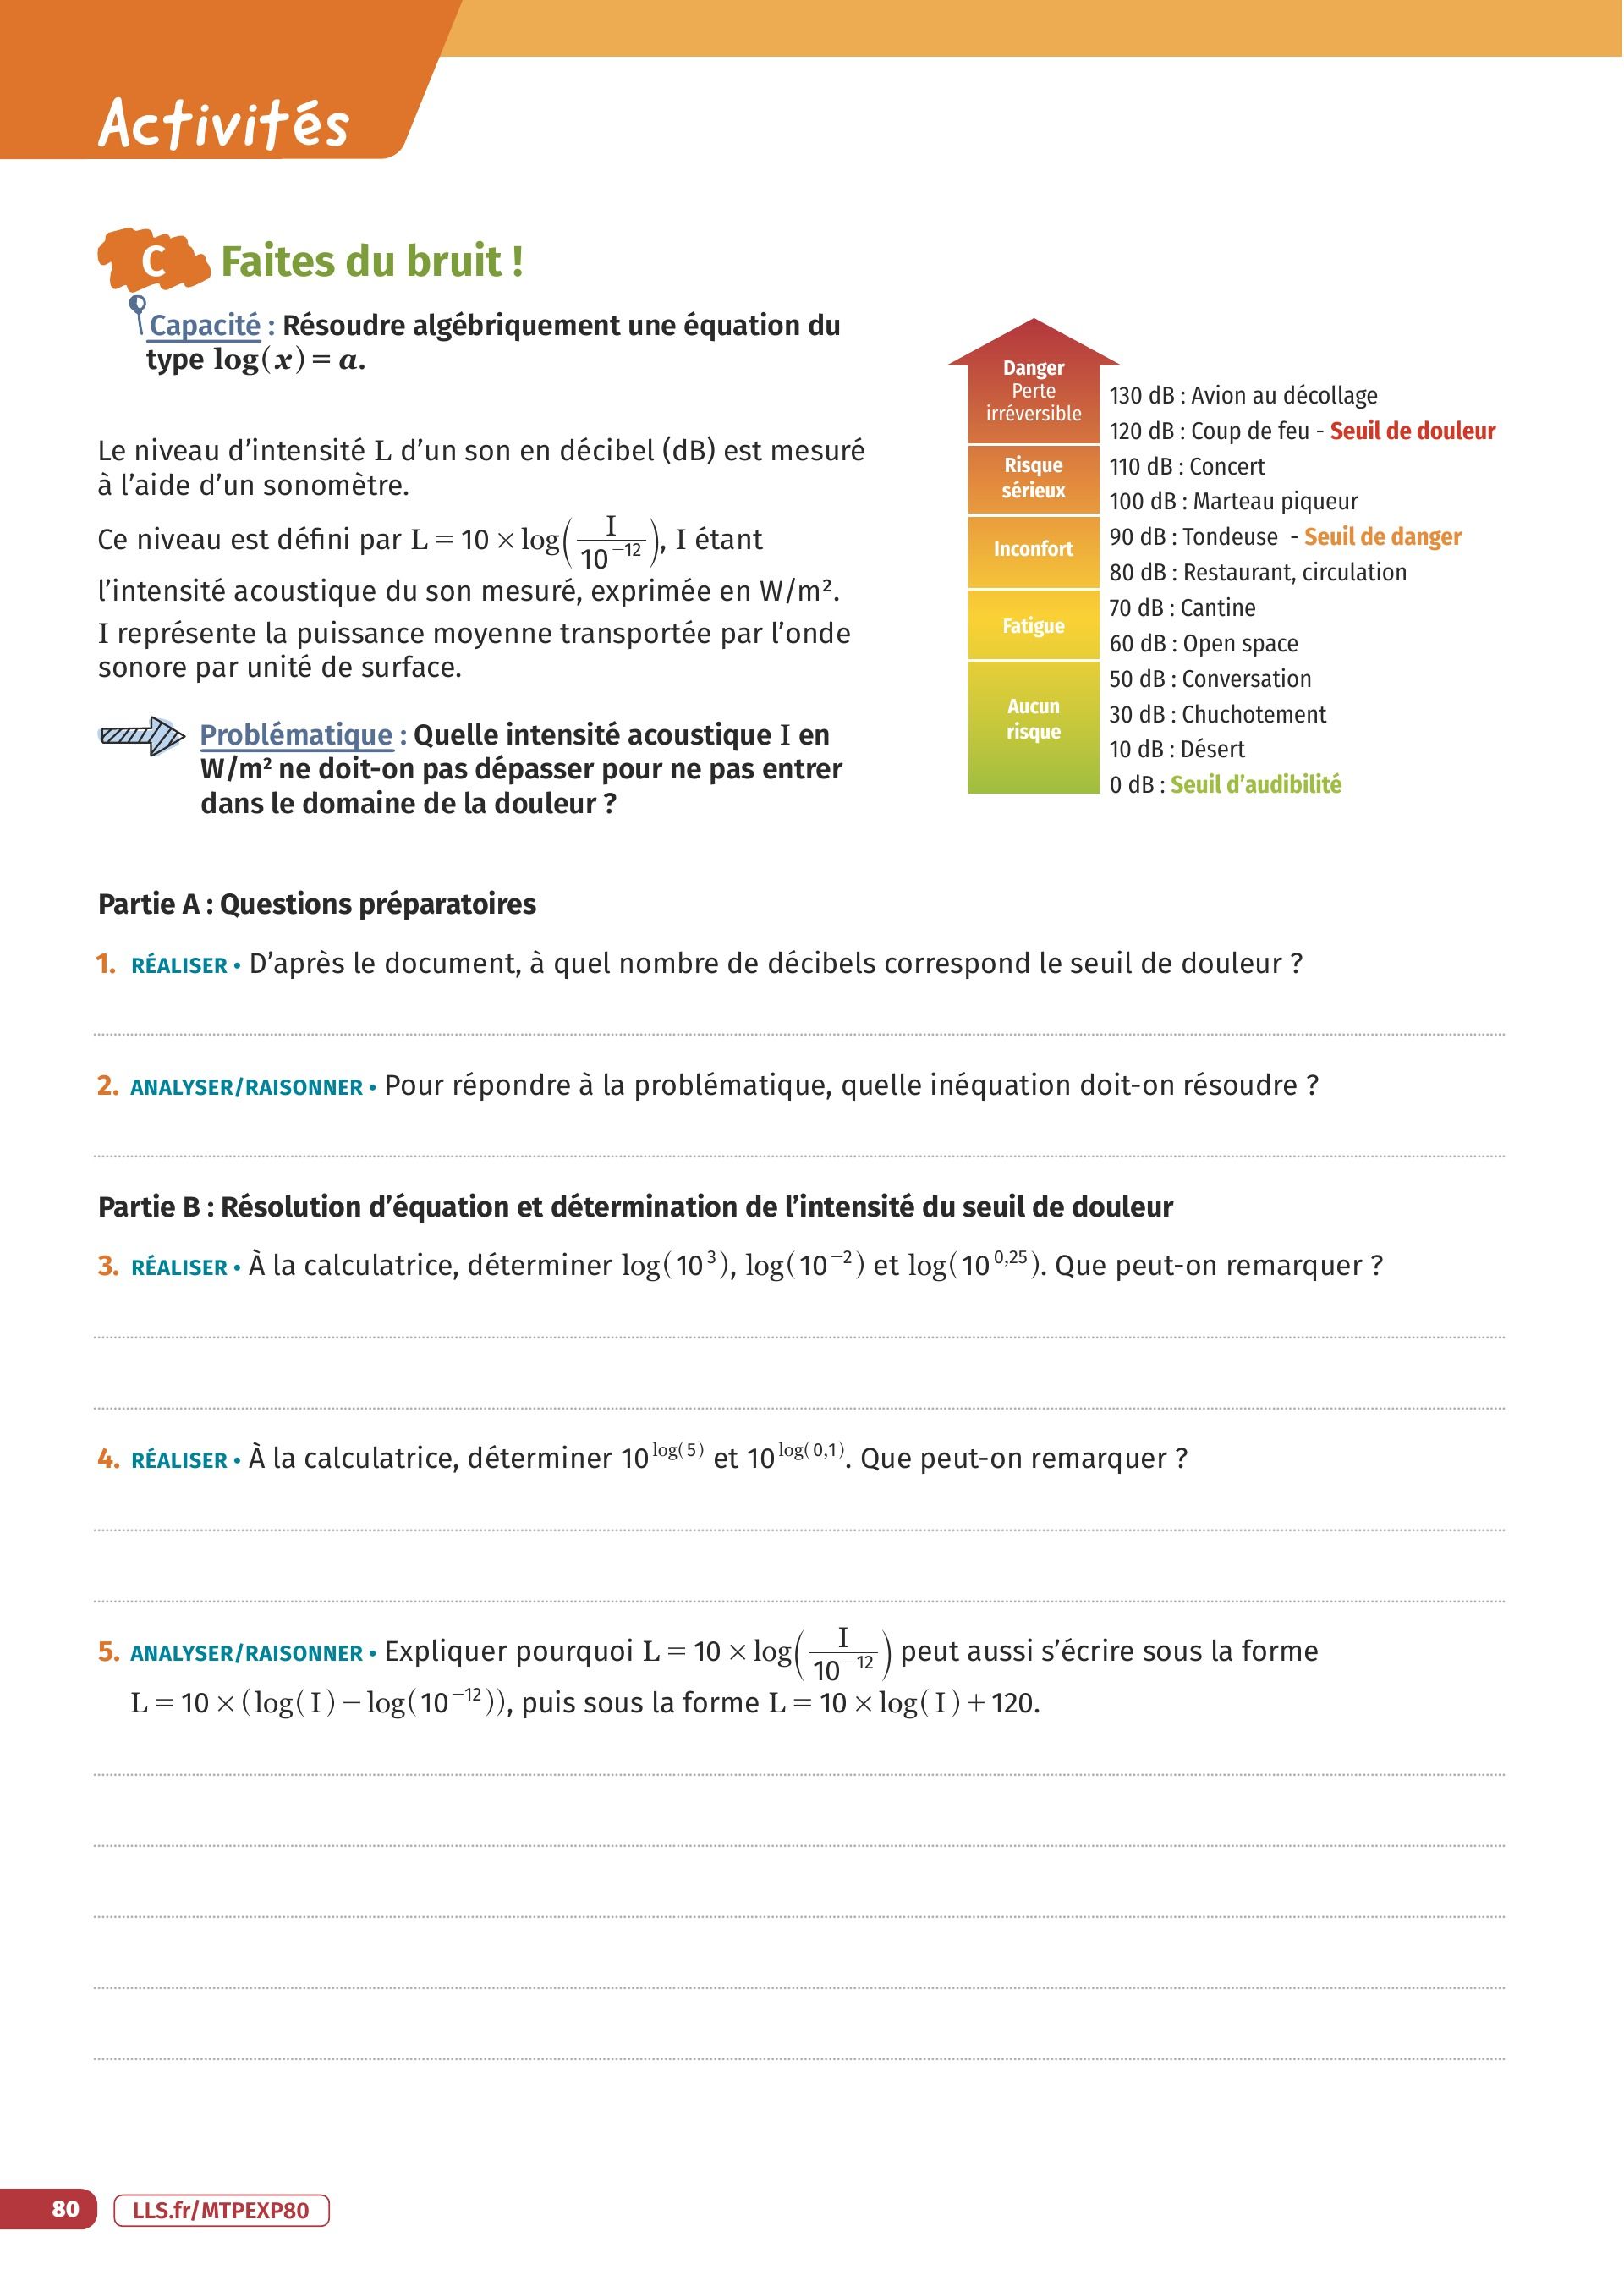 Activités
C Faites du bruit !
Capacité : Résoudre algébriquement une équation du
type log(x) = a.
Le niveau d’intensité L d’un son en décibel (dB) est mesuré
à l’aide d’un sonomètre.
Ce niveau est défini par L = 10 × log(I/10⁻¹²), I étant
l’intensité acoustique du son mesuré, exprimée en W/m².
I représente la puissance moyenne transportée par l’onde
sonore par unité de surface.
Problématique : Quelle intensité acoustique I en
W/m² ne doit-on pas dépasser pour ne pas entrer
dans le domaine de la douleur ?
Danger
Perte
irréversible
Risque
sérieux
Inconfort
Fatigue
Aucun
risque
130 dB : Avion au décollage
120 dB : Coup de feu - Seuil de douleur
110 dB : Concert
100 dB : Marteau piqueur
90 dB : Tondeuse - Seuil de danger
80 dB : Restaurant, circulation
70 dB : Cantine
60 dB : Open space
50 dB : Conversation
30 dB : Chuchotement
10 dB : Désert
0 dB : Seuil d’audibilité
Partie A : Questions préparatoires
1. RÉALISER • D’après le document, à quel nombre de décibels correspond le seuil de douleur ?
2. ANALYSER/RAISONNER • Pour répondre à la problématique, quelle inéquation doit-on résoudre ?
Partie B : Résolution d’équation et détermination de l’intensité du seuil de douleur
3. RÉALISER • À la calculatrice, déterminer log(10^3), log(10^−2) et log(10^0,25). Que peut-on remarquer ?
4. RÉALISER • À la calculatrice, déterminer 10^log(5) et 10^log(0,1). Que peut-on remarquer ?
5. ANALYSER/RAISONNER • Expliquer pourquoi L = 10 × log(I/10⁻¹²) peut aussi s’écrire sous la forme
L = 10 × (log(I) − log(10⁻¹²)), puis sous la forme L = 10 × log(I) + 120.
80 LLS.fr/MTPEXP80